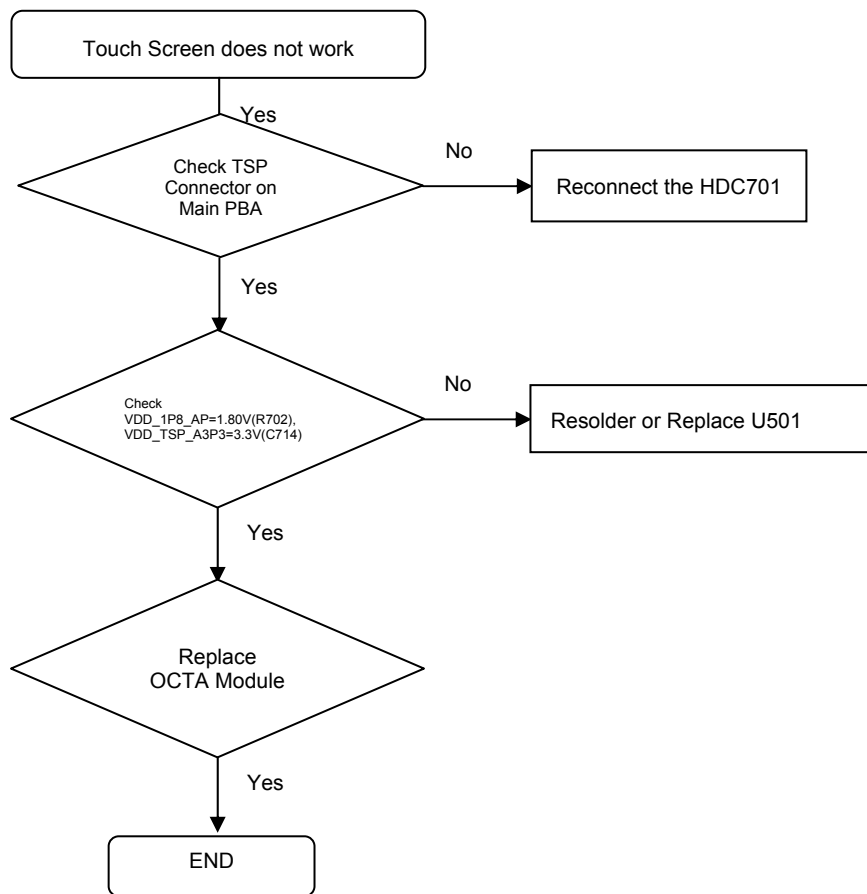 Touch Screen does not work
Yes
Check TSP
Connector on
Main PBA
No
Reconnect the HDC701
Yes
Check
VDD_1P8_AP=1.80V(R702),
VDD_TSP_A3P3=3.3V(C714)
No
Resolder or Replace U501
Yes
Replace
OCTA Module
Yes
END